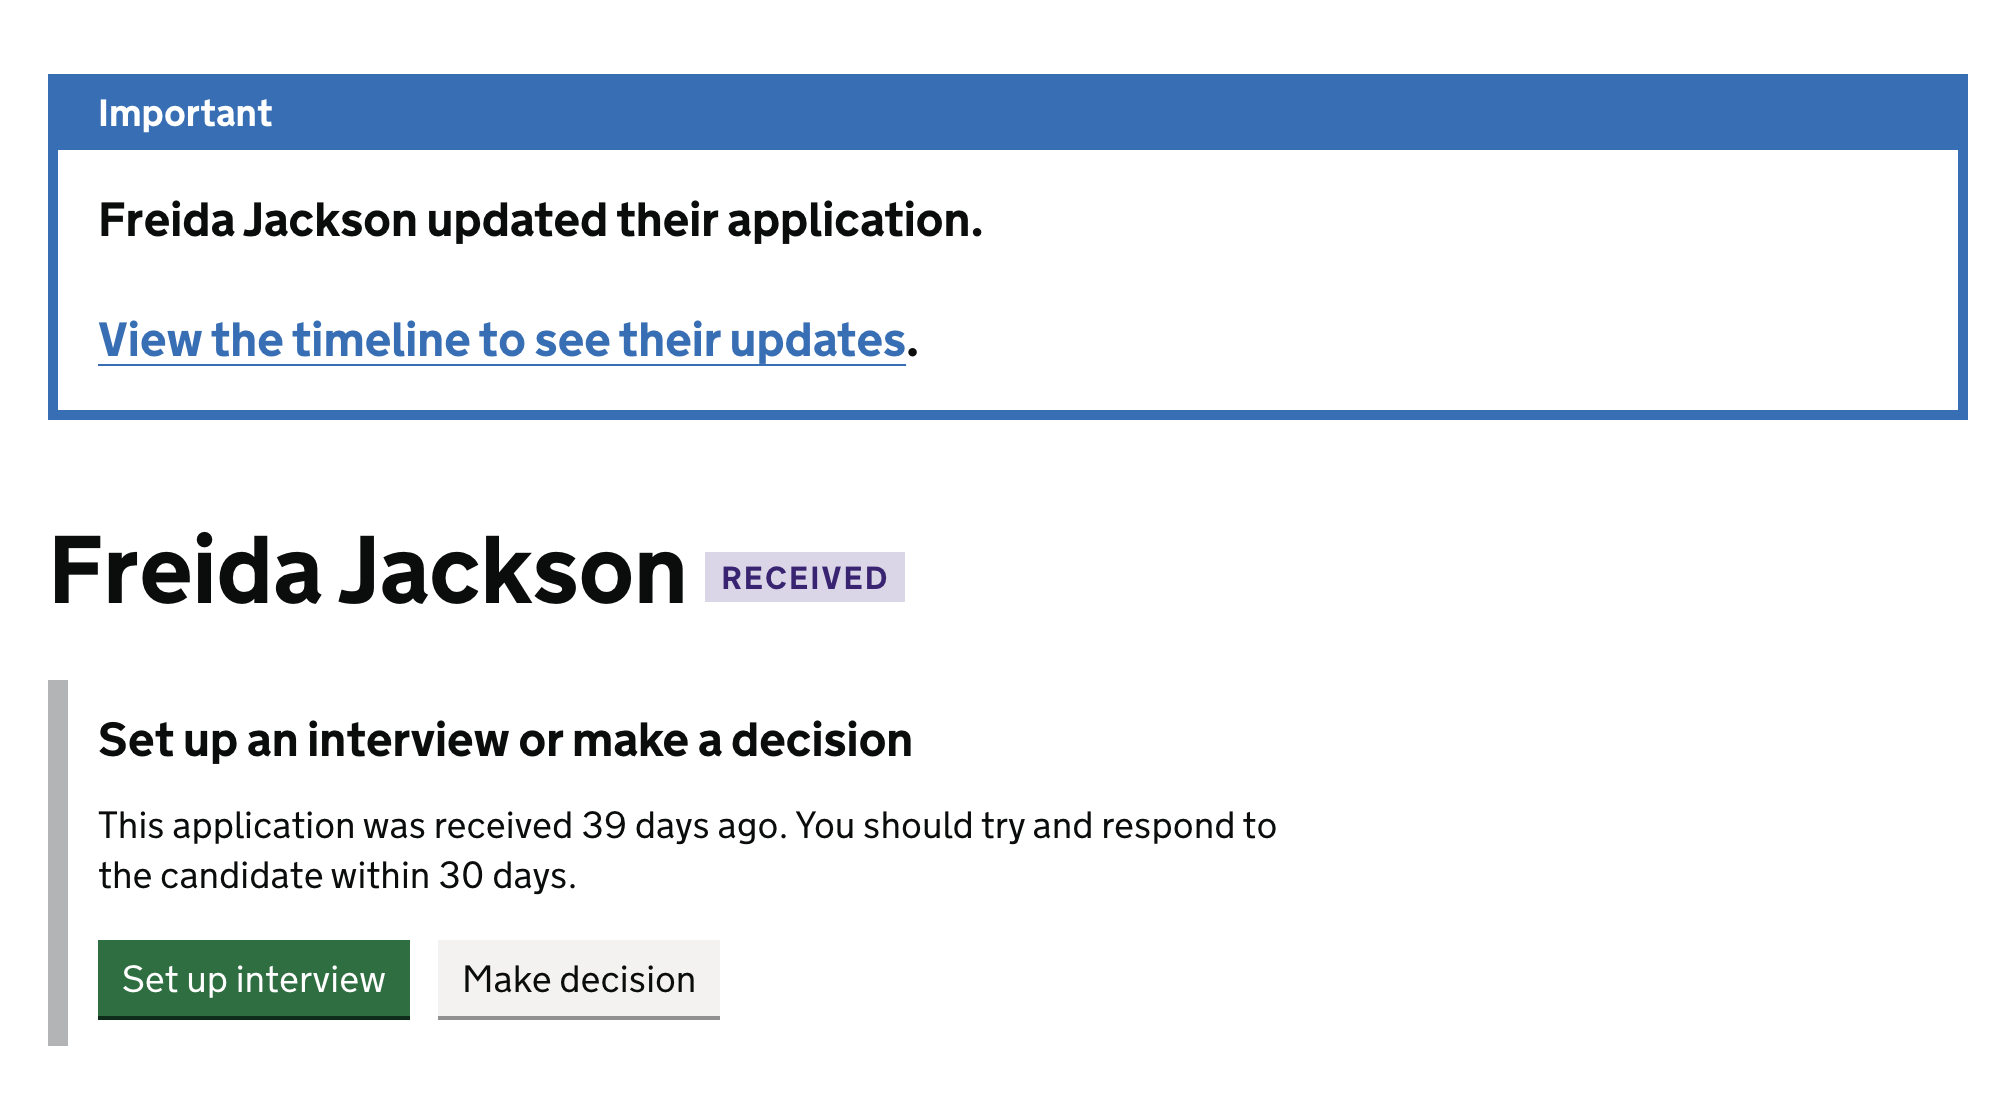 Important
Freida Jackson updated their application.
View the timeline to see their updates.
Freida Jackson RECEIVED
Set up an interview or make a decision
This application was received 39 days ago. You should try and respond to
the candidate within 30 days.
Set up interview Make decision